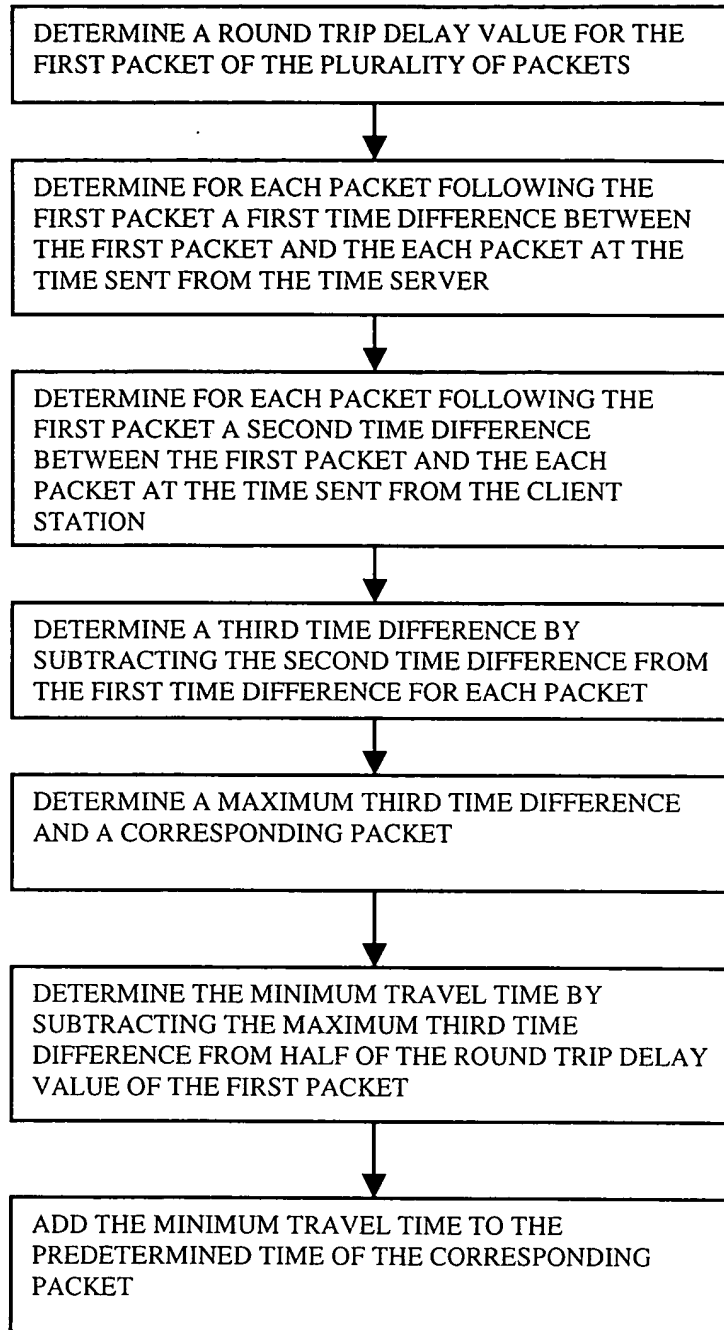 DETERMINE A ROUND TRIP DELAY VALUE FOR THE
FIRST PACKET OF THE PLURALITY OF PACKETS
DETERMINE FOR EACH PACKET FOLLOWING THE
FIRST PACKET A FIRST TIME DIFFERENCE BETWEEN
THE FIRST PACKET AND THE EACH PACKET AT THE
TIME SENT FROM THE TIME SERVER
DETERMINE FOR EACH PACKET FOLLOWING THE
FIRST PACKET A SECOND TIME DIFFERENCE
BETWEEN THE FIRST PACKET AND THE EACH
PACKET AT THE TIME SENT FROM THE CLIENT
STATION
DETERMINE A THIRD TIME DIFFERENCE BY
SUBTRACTING THE SECOND TIME DIFFERENCE FROM
THE FIRST TIME DIFFERENCE FOR EACH PACKET
DETERMINE A MAXIMUM THIRD TIME DIFFERENCE
AND A CORRESPONDING PACKET
DETERMINE THE MINIMUM TRAVEL TIME BY
SUBTRACTING THE MAXIMUM THIRD TIME
DIFFERENCE FROM HALF OF THE ROUND TRIP DELAY
VALUE OF THE FIRST PACKET
ADD THE MINIMUM TRAVEL TIME TO THE
PREDETERMINED TIME OF THE CORRESPONDING
PACKET